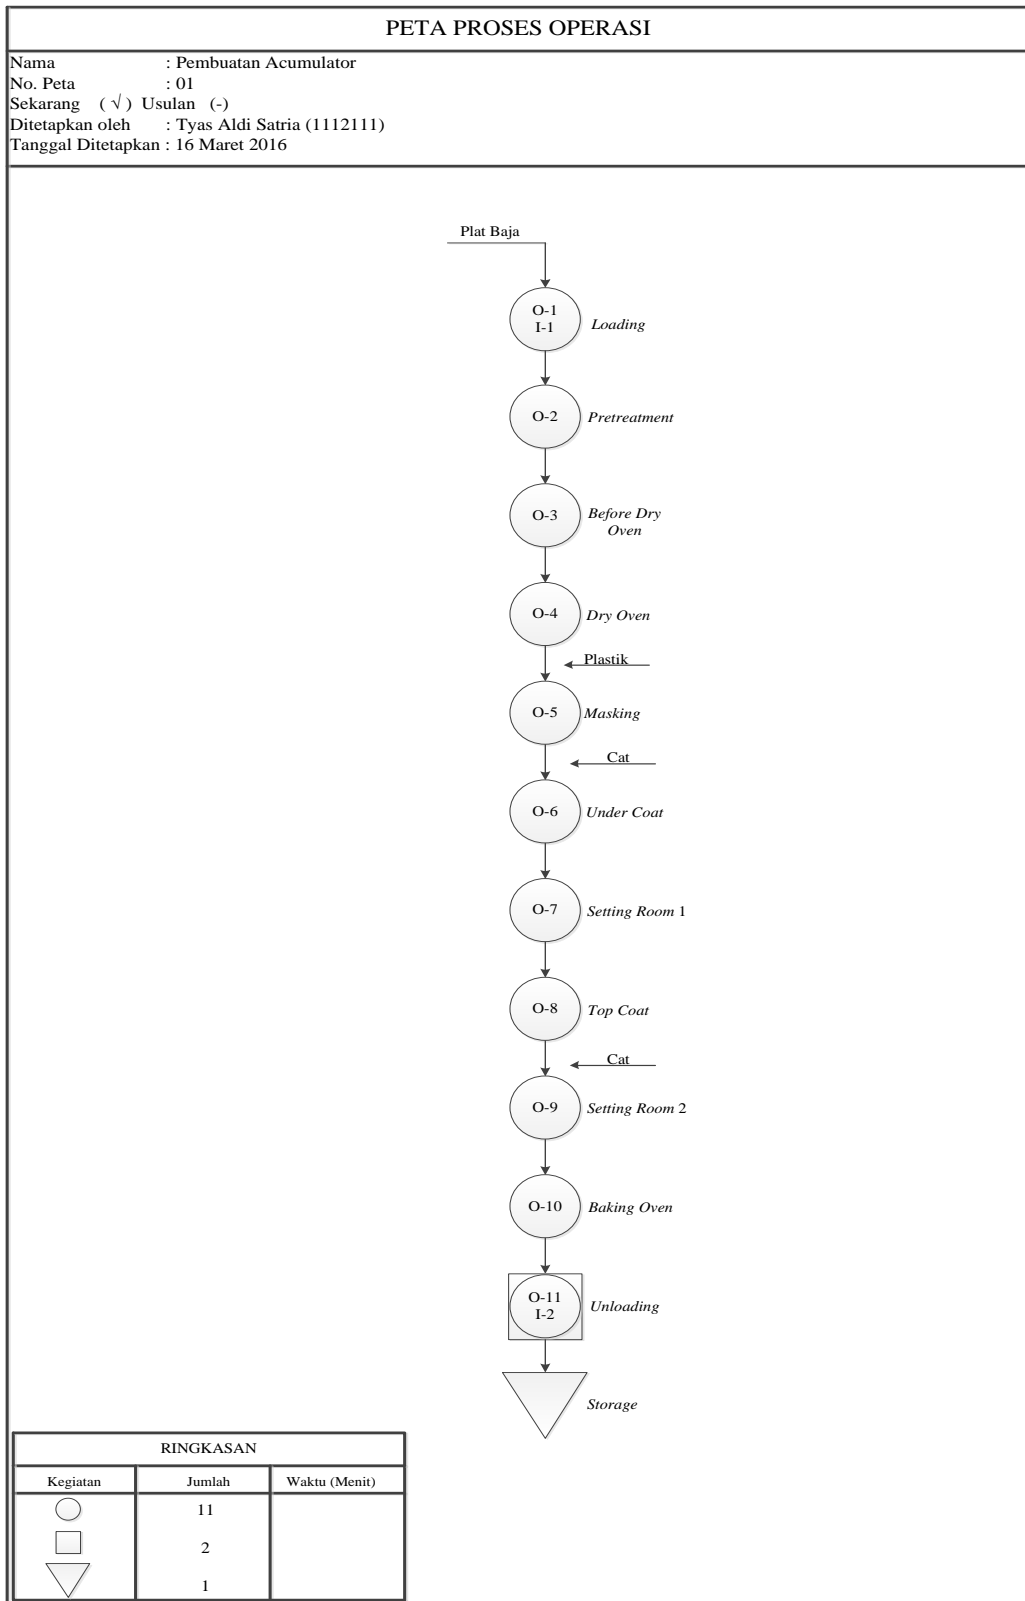 PETA PROSES OPERASI
Nama : Pembuatan Acumulator
No. Peta : 01
Sekarang ( √ ) Usulan (-)
Ditetapkan oleh : Tyas Aldi Satria (1112111)
Tanggal Ditetapkan : 16 Maret 2016
Plat Baja
O-1
I-1
Loading
O-2
Pretreatment
O-3
Before Dry
Oven
O-4
Dry Oven
Plastik
O-5
Masking
Cat
O-6
Under Coat
O-7
Setting Room 1
O-8
Top Coat
Cat
O-9
Setting Room 2
O-10
Baking Oven
O-11
I-2
Unloading
Storage
RINGKASAN
Kegiatan Jumlah Waktu (Menit)
11
2
1